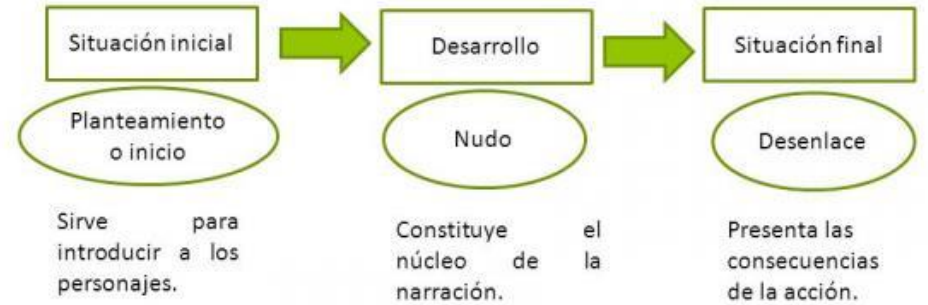 Situación inicial
Desarrollo
Situación final
Planteamiento
o inicio
Nudo
Desenlace
Sirve para
introducir a los
personajes.
Constituye el
núcleo de la
narración.
Presenta las
consecuencias
de la acción.